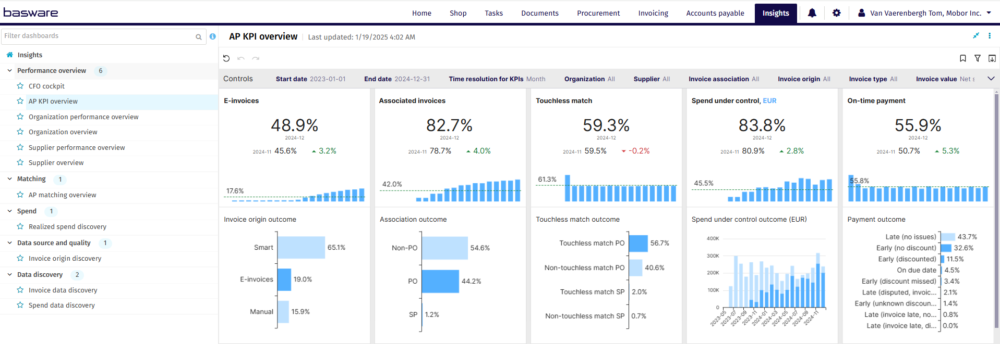 basware
Home
Shop
Tasks
Documents
Procurement
Invoicing
Accounts payable
Insights
Van Vaerenbergh Tom, Mobor Inc.
Filter dashboards
Insights
Performance overview 6
CFO cockpit
AP KPI overview
Organization performance overview
Organization overview
Supplier performance overview
Supplier overview
Matching 1
AP matching overview
Spend 1
Realized spend discovery
Data source and quality 1
Invoice origin discovery
Data discovery 2
Invoice data discovery
Spend data discovery
AP KPI overview
Last updated: 1/19/2025 4:02 AM
Controls
Start date 2023-01-01
End date 2024-12-31
Time resolution for KPIs Month
Organization All
Supplier All
Invoice association All
Invoice origin All
Invoice type All
Invoice value Net s
E-invoices
48.9%
2024-12
2024-11 45.6% 3.2%
17.6%
Associated invoices
82.7%
2024-12
2024-11 78.7% 4.0%
42.0%
Touchless match
59.3%
2024-12
2024-11 59.5% -0.2%
61.3%
Spend under control, EUR
83.8%
2024-12
2024-11 80.9% 2.8%
45.5%
On-time payment
55.9%
2024-12
2024-11 50.7% 5.3%
55.8%
Invoice origin outcome
Smart 65.1%
E-invoices 19.0%
Manual 15.9%
Association outcome
Non-PO 54.6%
PO 44.2%
SP 1.2%
Touchless match outcome
Touchless match PO 56.7%
Non-touchless match PO 40.6%
Touchless match SP 2.0%
Non-touchless match SP 0.7%
Spend under control outcome (EUR)
400K
300K
200K
100K
0
2023-05
2023-07
2023-09
2023-11
2024-01
2024-03
2024-05
2024-07
2024-09
2024-11
Payment outcome
Late (no issues) 43.7%
Early (no discount) 32.6%
Early (discounted) 11.5%
On due date 4.5%
Early (discount missed) 3.4%
Late (disputed, invoic... 2.1%
Early (unknown discoun... 1.4%
Late (invoice late, no... 0.8%
Late (invoice late, di... 0.0%